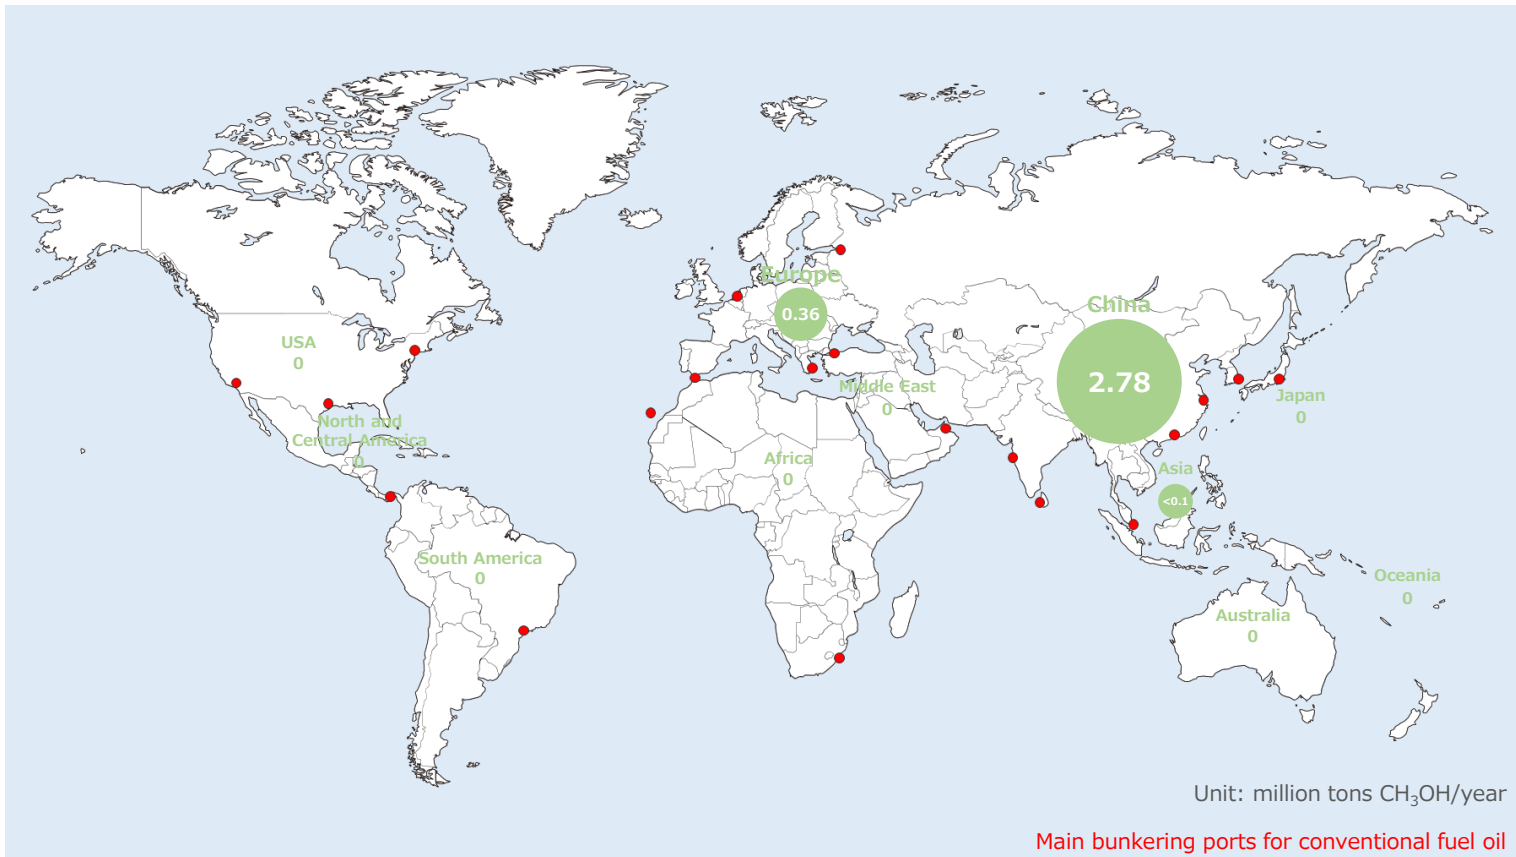 Europe
0.36
China
2.78
USA
0
Middle East
0
Japan
0
North and
Central America
0
Africa
0
Asia
<0.1
South America
0
Oceania
0
Australia
0
Unit: million tons CH₃OH/year
Main bunkering ports for conventional fuel oil